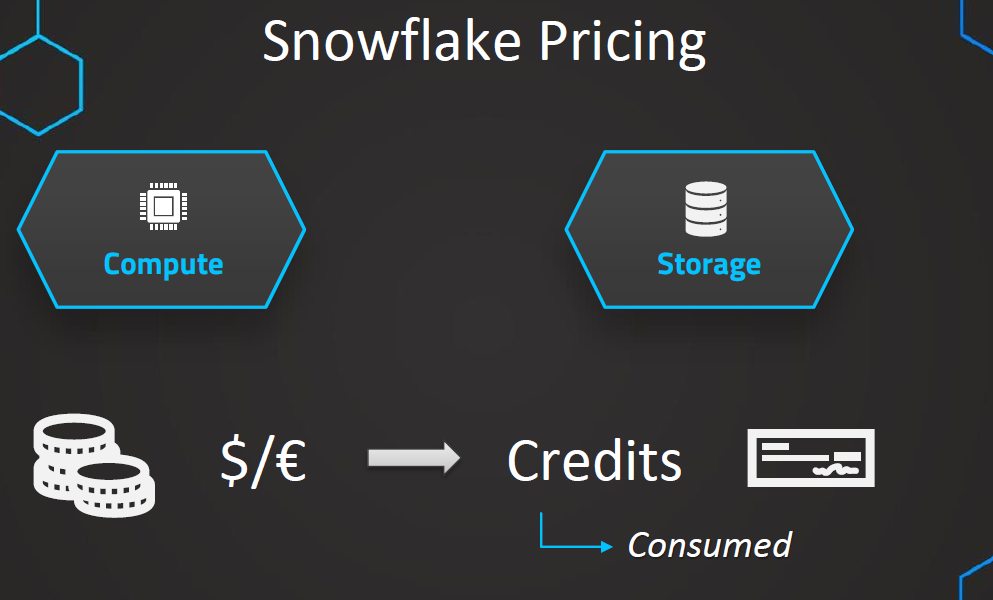 Snowflake Pricing
Compute
Storage
$/€
Credits
Consumed